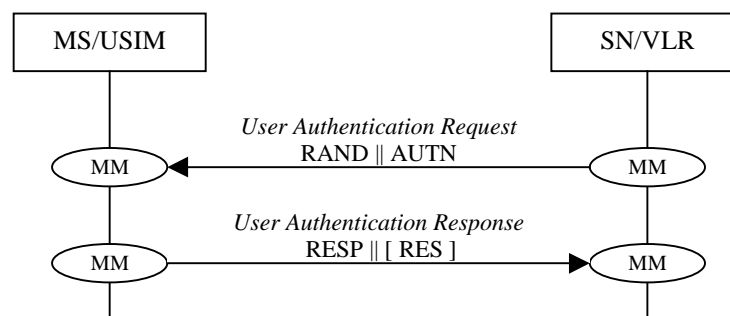 MS/USIM
SN/VLR
User Authentication Request
RAND || AUTN
MM
MM
User Authentication Response
RESP || [ RES ]
MM
MM